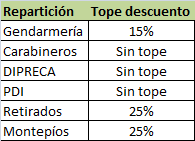 Repartición Tope descuento
Gendarmería 15%
Carabineros Sin tope
DIPRECA Sin tope
PDI Sin tope
Retirados 25%
Montepíos 25%